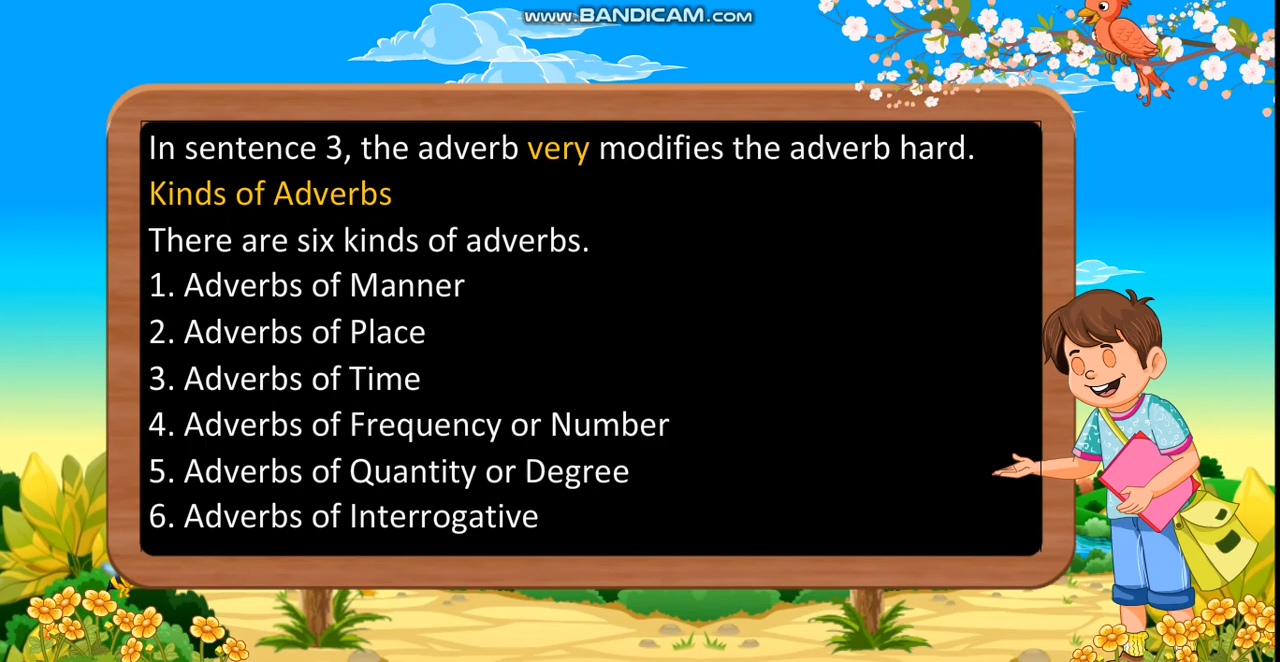 www.BANDICAM.com
In sentence 3, the adverb very modifies the adverb hard.
Kinds of Adverbs
There are six kinds of adverbs.
1. Adverbs of Manner
2. Adverbs of Place
3. Adverbs of Time
4. Adverbs of Frequency or Number
5. Adverbs of Quantity or Degree
6. Adverbs of Interrogative